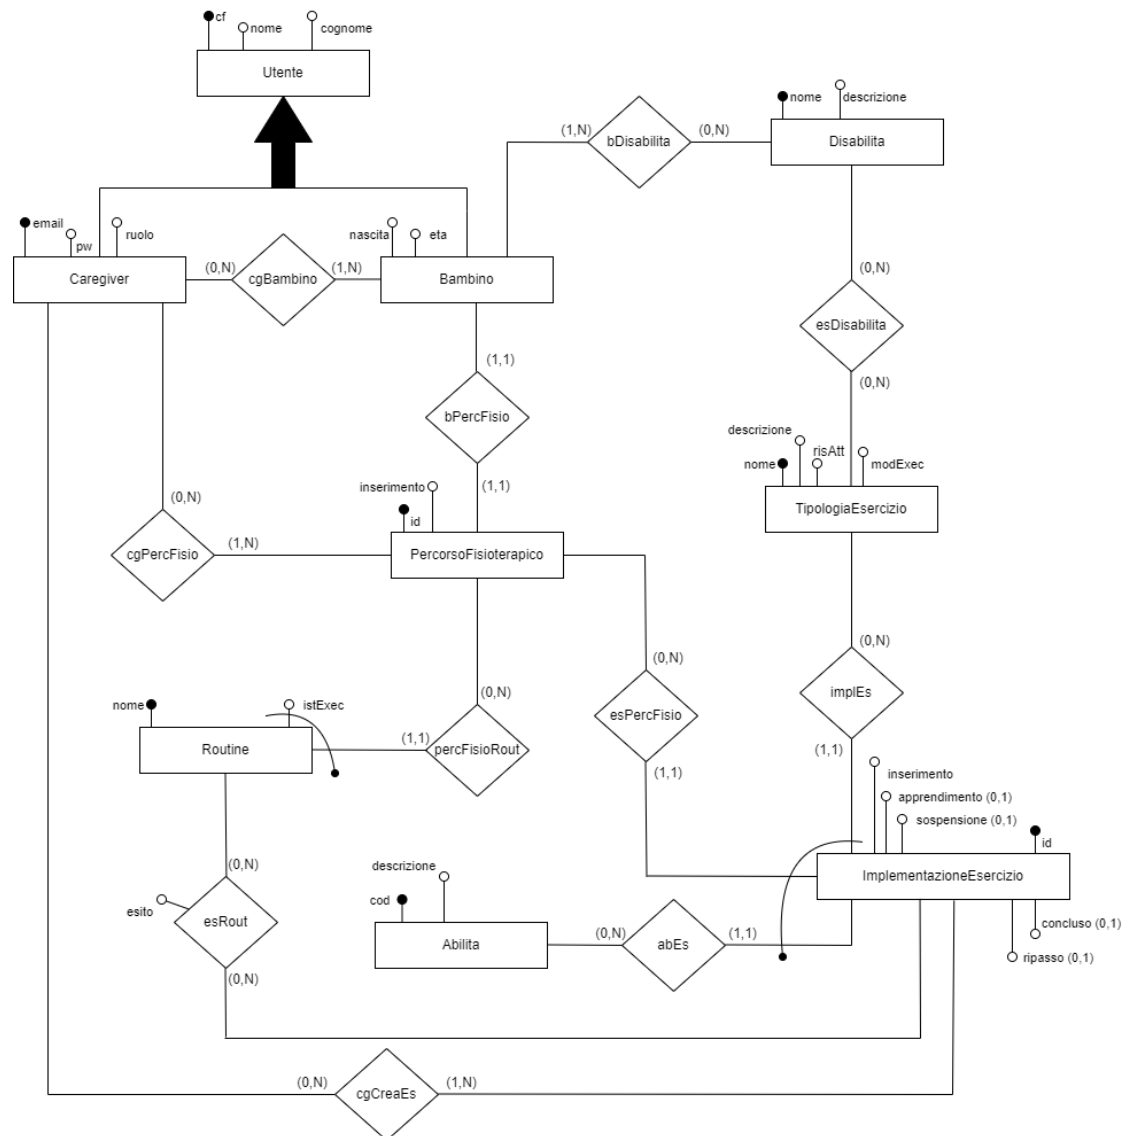 cf
nome
cognome
Utente
nome
descrizione
(1,N)
bDisabilita
(0,N)
Disabilita
email
pw
ruolo
nascita
eta
Caregiver
(0,N)
cgBambino
(1,N)
Bambino
(0,N)
esDisabilita
(0,N)
(1,1)
bPercFisio
(1,1)
descrizione
risAtt
nome
modExec
TipologiaEsercizio
inserimento
id
(0,N)
cgPercFisio
(1,N)
PercorsoFisioterapico
(0,N)
implEs
(1,1)
(0,N)
esPercFisio
(1,1)
nome
istExec
Routine
(1,1)
(0,N)
percFisioRout
inserimento
apprendimento (0,1)
sospensione (0,1)
id
ImplementazioneEsercizio
concluso (0,1)
ripasso (0,1)
descrizione
cod
Abilita
(0,N)
abEs
(1,1)
(0,N)
esito
esRout
(0,N)
(0,N)
cgCreaEs
(1,N)